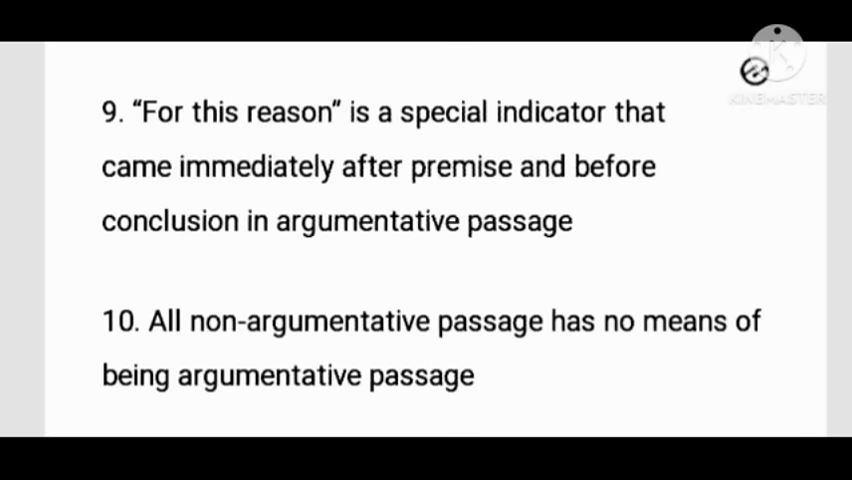 KINEMASTER
9. “For this reason” is a special indicator that
came immediately after premise and before
conclusion in argumentative passage
10. All non-argumentative passage has no means of
being argumentative passage